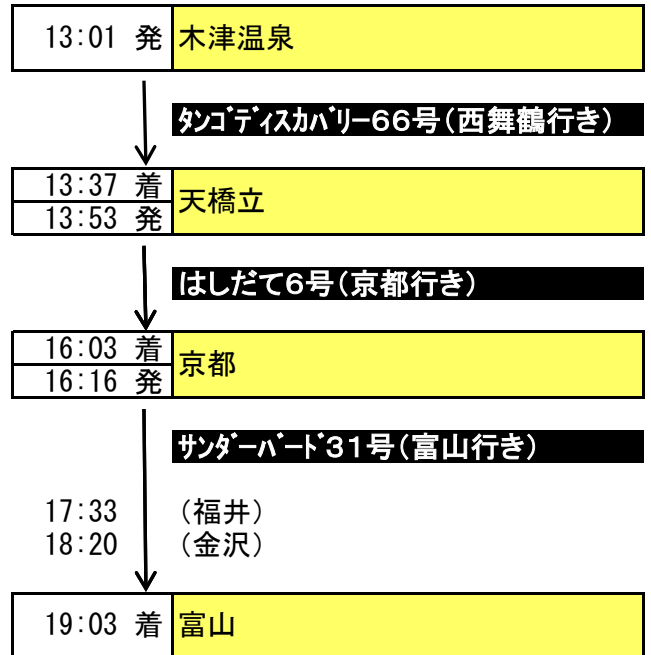 13:01 発 木津温泉
ﾀﾝｺﾞﾃﾞｨｽｶﾊﾞﾘｰ66号(西舞鶴行き)
13:37 着
天橋立
13:53 発
はしだて6号(京都行き)
16:03 着
京都
16:16 発
ｻﾝﾀﾞｰﾊﾞｰﾄﾞ31号(富山行き)
17:33 (福井)
18:20 (金沢)
19:03 着 富山